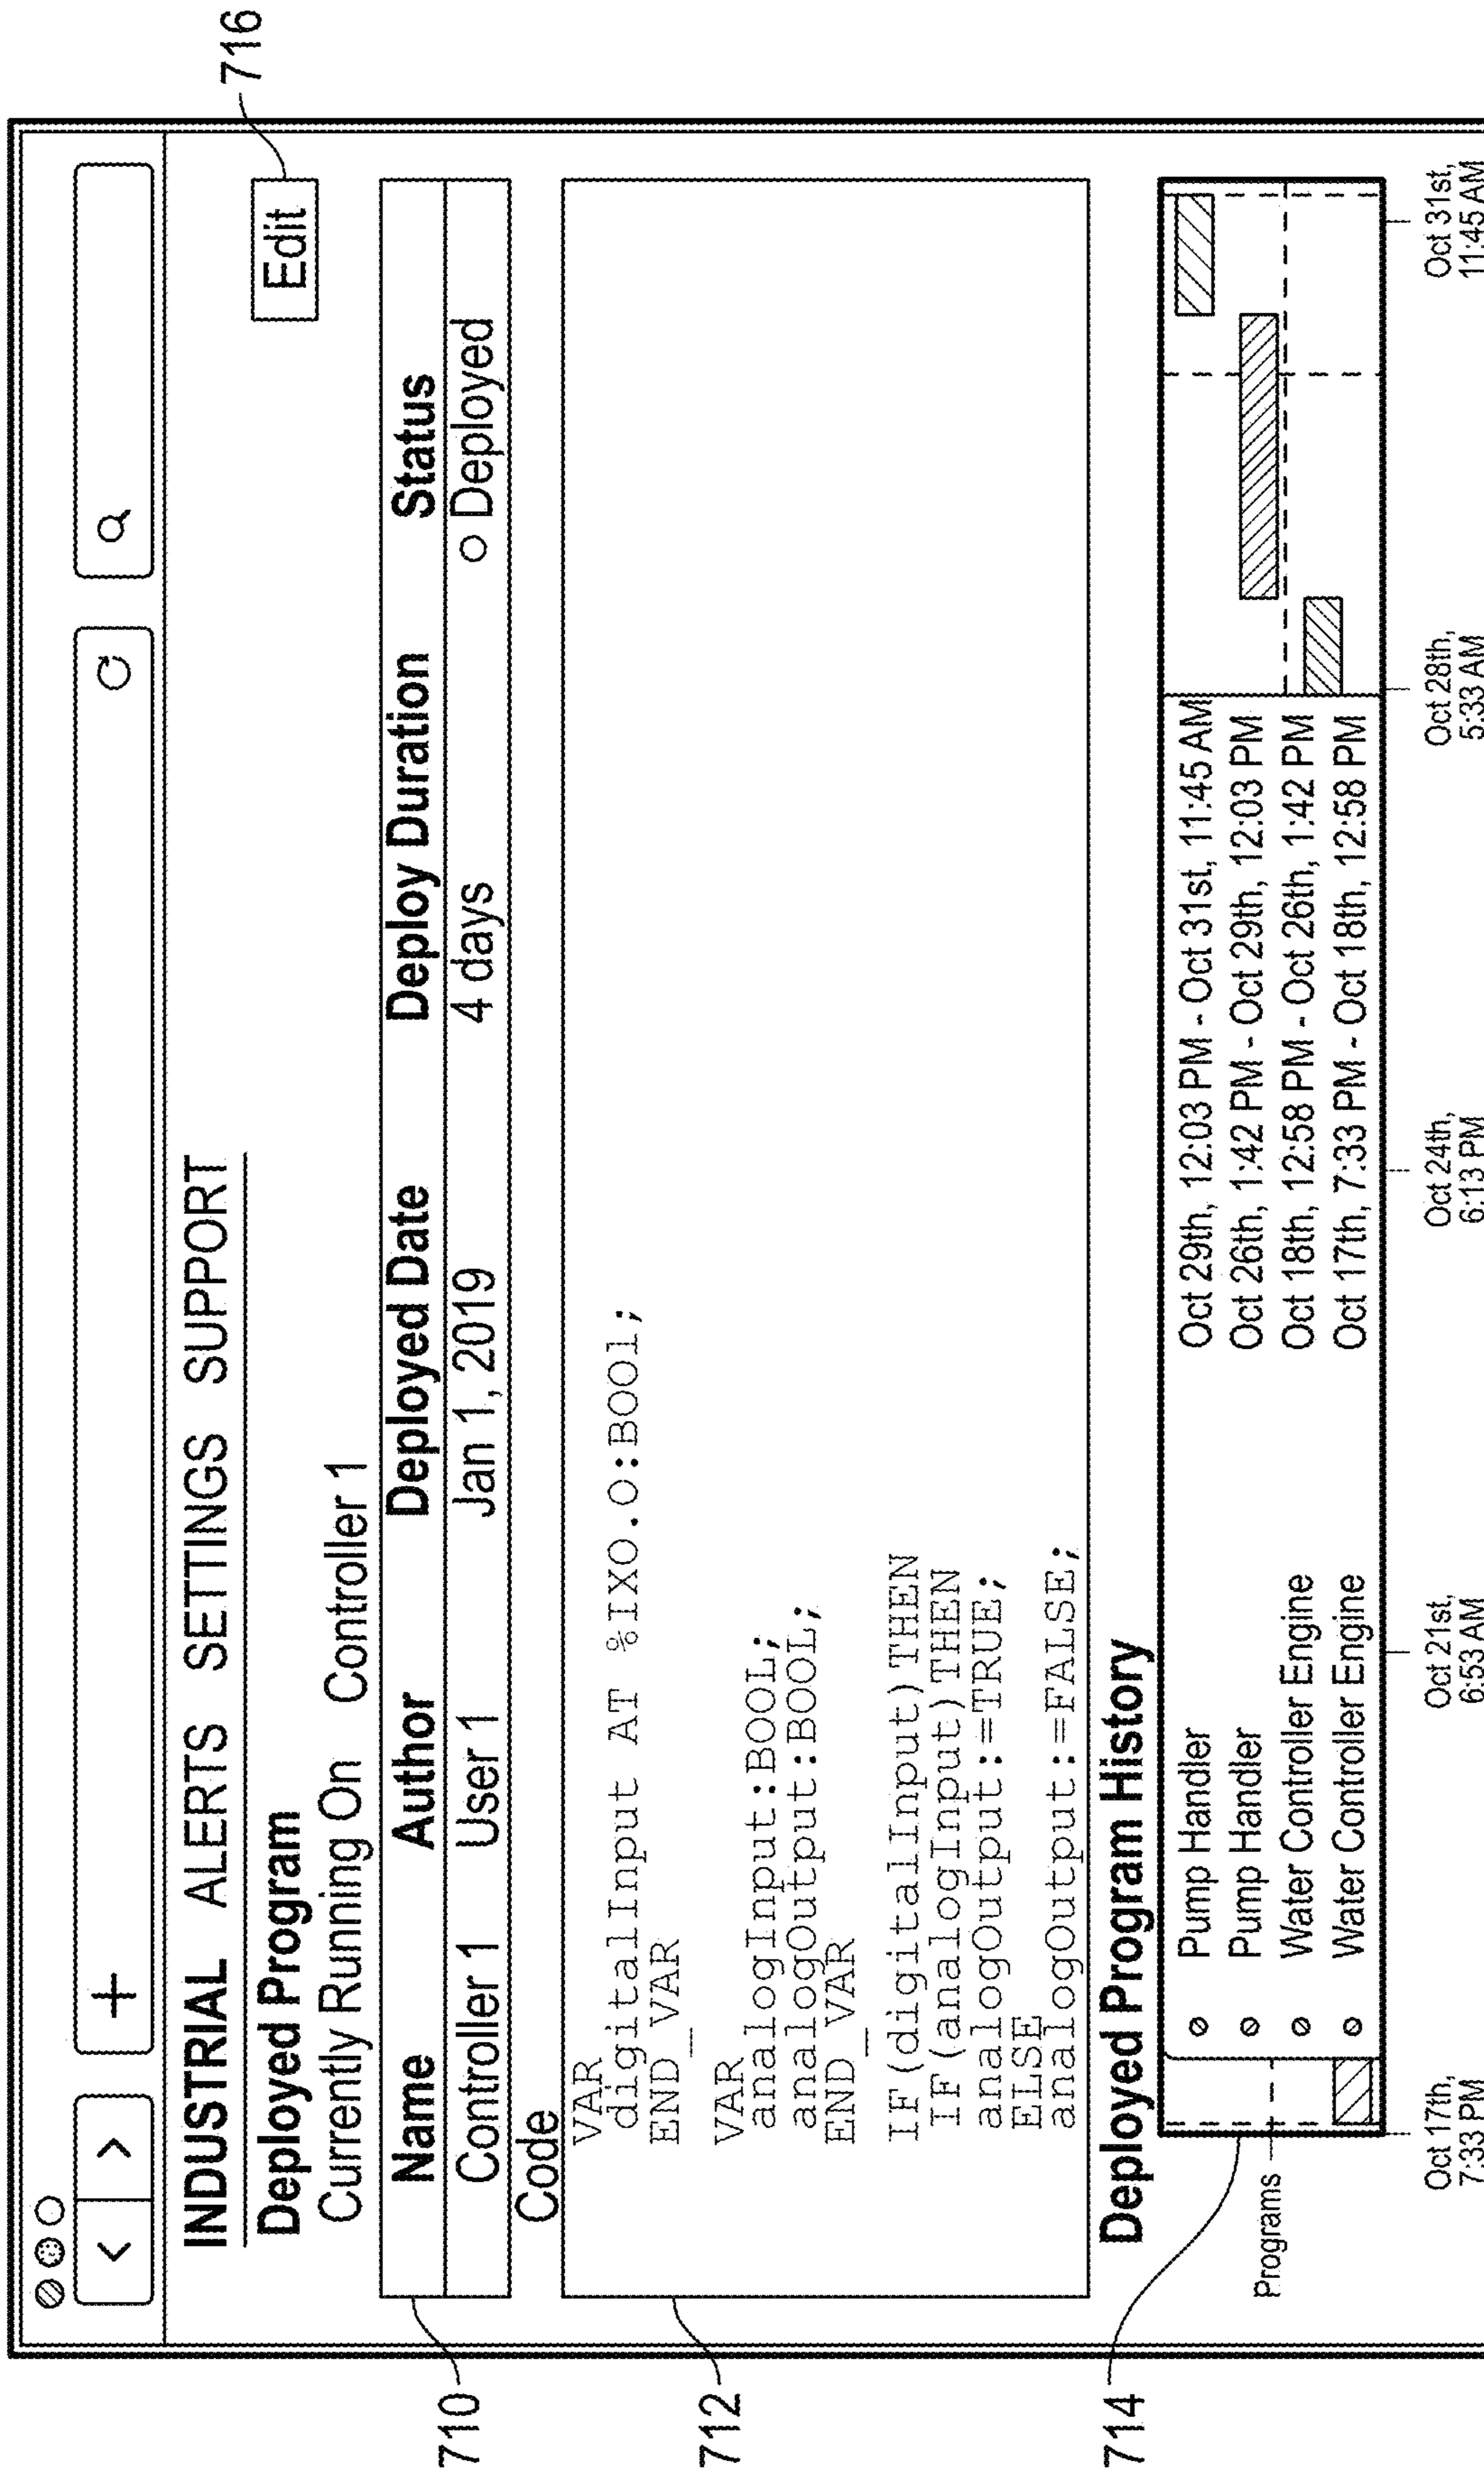 716
INDUSTRIAL ALERTS SETTINGS SUPPORT
Deployed Program
Edit
Currently Running On Controller 1
710
Name Author Deployed Date Deploy Duration Status
Controller 1 User 1 Jan 1, 2019 4 days Deployed
Code
712
VAR
digitalInput AT %IXO.O:BOOl;
END_VAR
VAR
analogInput:BOOL;
analogOutput:BOOL;
END_VAR
IF(digitalInput)THEN
IF(analogInput)THEN
analogOutput:=TRUE;
ELSE
analogOutput:=FALSE;
714
Deployed Program History
Pump Handler Oct 29th, 12:03 PM - Oct 31st, 11:45 AM
Pump Handler Oct 26th, 1:42 PM - Oct 29th, 12:03 PM
Water Controller Engine Oct 18th, 12:58 PM - Oct 26th, 1:42 PM
Water Controller Engine Oct 17th, 7:33 PM - Oct 18th, 12:58 PM
Programs
Oct 17th, Oct 21st, Oct 24th, Oct 28th, Oct 31st,
7:33 PM 6:53 AM 6:13 PM 5:33 AM 11:45 AM